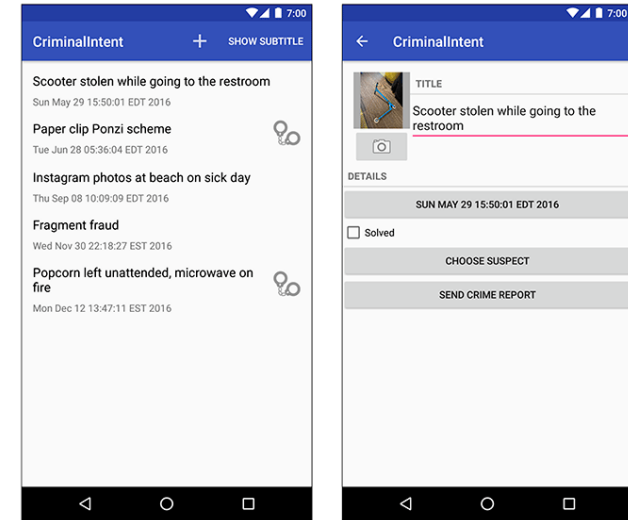 7:00
CriminalIntent
SHOW SUBTITLE
Scooter stolen while going to the restroom
Sun May 29 15:50:01 EDT 2016
Paper clip Ponzi scheme
Tue Jun 28 05:36:04 EDT 2016
Instagram photos at beach on sick day
Thu Sep 08 10:09:09 EDT 2016
Fragment fraud
Wed Nov 30 22:18:27 EST 2016
Popcorn left unattended, microwave on
fire
Mon Dec 12 13:47:11 EST 2016
7:00
CriminalIntent
TITLE
Scooter stolen while going to the
restroom
DETAILS
SUN MAY 29 15:50:01 EDT 2016
Solved
CHOOSE SUSPECT
SEND CRIME REPORT